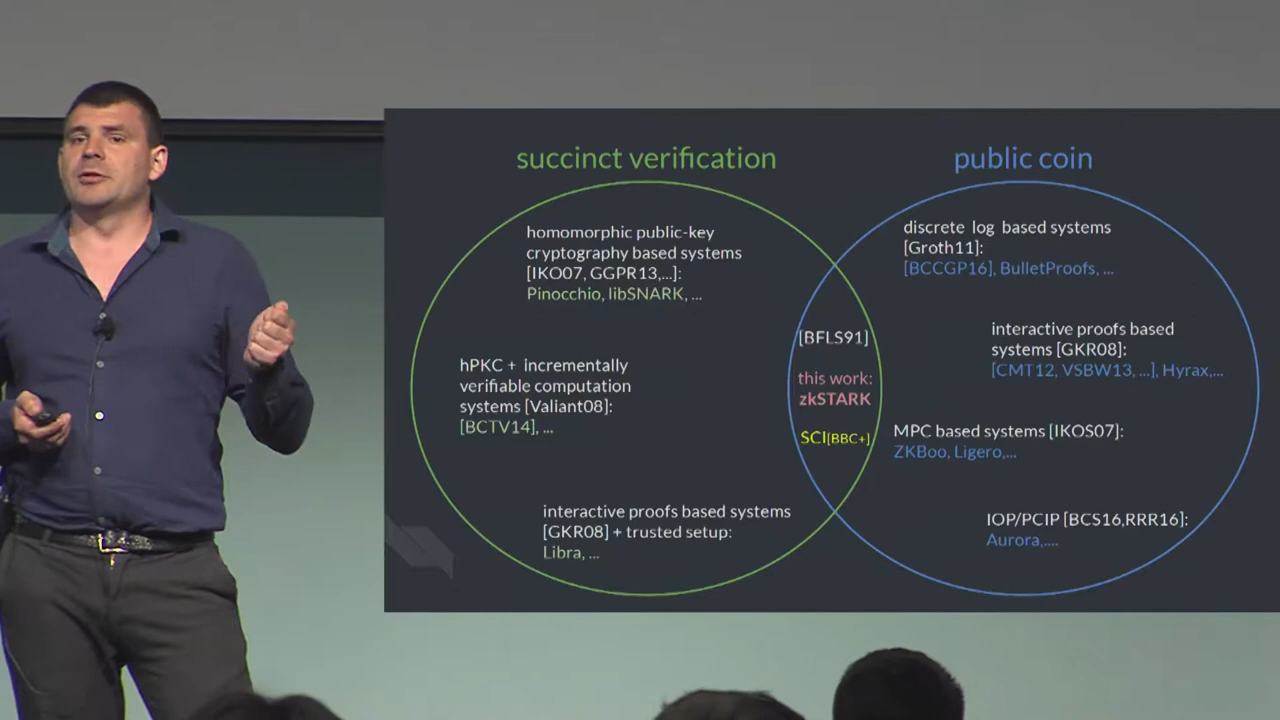 succinct verification
public coin
homomorphic public-key
cryptography based systems
[IKO07, GGPR13,...]:
Pinocchio, libSNARK, ...
hPKC + incrementally
verifiable computation
systems [Valiant08]:
[BCTV14], ...
interactive proofs based systems
[GKR08] + trusted setup:
Libra, ...
[BFLS91]
this work:
zkSTARK
SCI[BBC+]
discrete log based systems
[Groth11]:
[BCCGP16], BulletProofs, ...
interactive proofs based
systems [GKR08]:
[CMT12, VSBW13, ...], Hyrax,...
MPC based systems [IKOS07]:
ZKBoo, Ligero,...
IOP/PCIP [BCS16,RRR16]:
Aurora,....